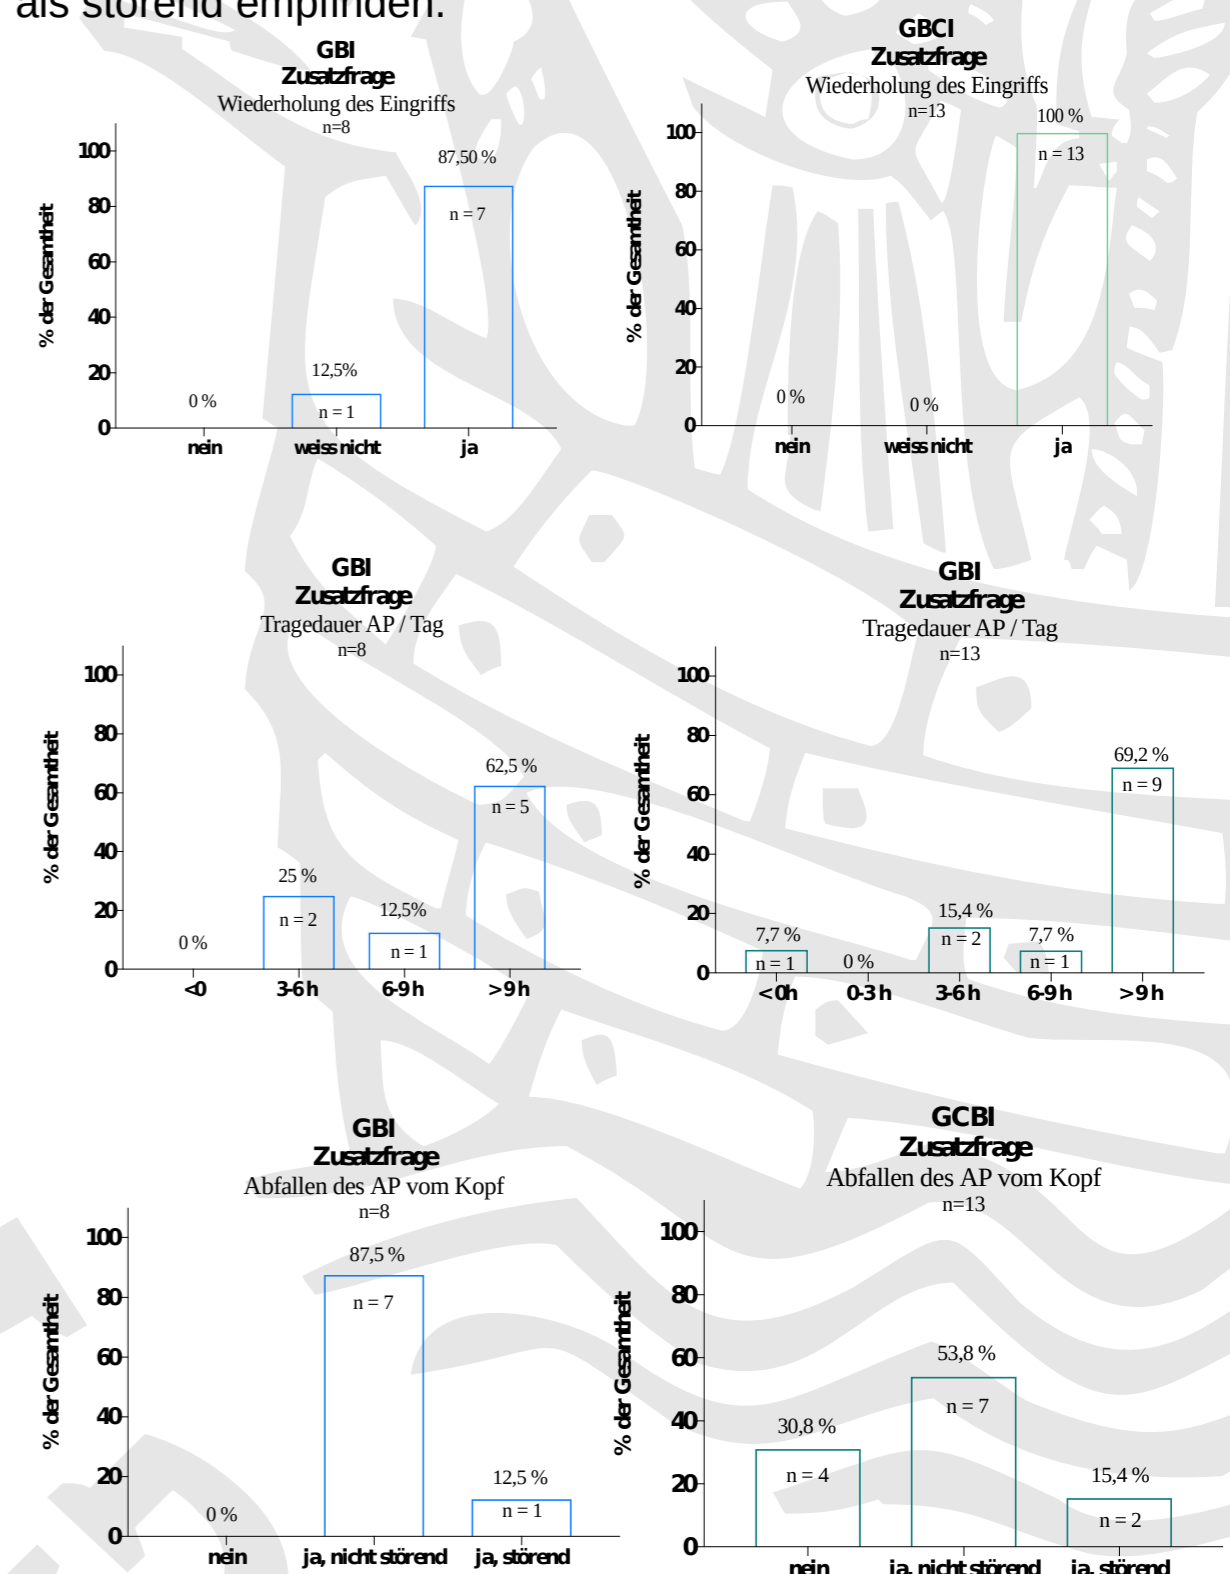 als störend empfinden.
GBI
Zusatzfrage
Wiederholung des Eingriffs
n=8
% der Gesamtheit
100
80
60
40
20
0
0 %
12,5%
n = 1
87,50 %
n = 7
nein
weiss nicht
ja
GBCI
Zusatzfrage
Wiederholung des Eingriffs
n=13
% der Gesamtheit
100
80
60
40
20
0
0 %
0 %
100 %
n = 13
nein
weiss nicht
ja
GBI
Zusatzfrage
Tragedauer AP / Tag
n=8
% der Gesamtheit
100
80
60
40
20
0
0 %
25 %
n = 2
12,5%
n = 1
62,5 %
n = 5
<0
3-6 h
6-9 h
> 9 h
GBI
Zusatzfrage
Tragedauer AP / Tag
n=13
% der Gesamtheit
100
80
60
40
20
0
7,7 %
n = 1
0 %
15,4 %
n = 2
7,7 %
n = 1
69,2 %
n = 9
< 0h
0-3 h
3-6 h
6-9 h
> 9 h
GBI
Zusatzfrage
Abfallen des AP vom Kopf
n=8
% der Gesamtheit
100
80
60
40
20
0
0 %
87,5 %
n = 7
12,5 %
n = 1
nein
ja, nicht störend
ja, störend
GCBI
Zusatzfrage
Abfallen des AP vom Kopf
n=13
% der Gesamtheit
100
80
60
40
20
0
30,8 %
n = 4
53,8 %
n = 7
15,4 %
n = 2
nein
ja, nicht störend
ja, störend